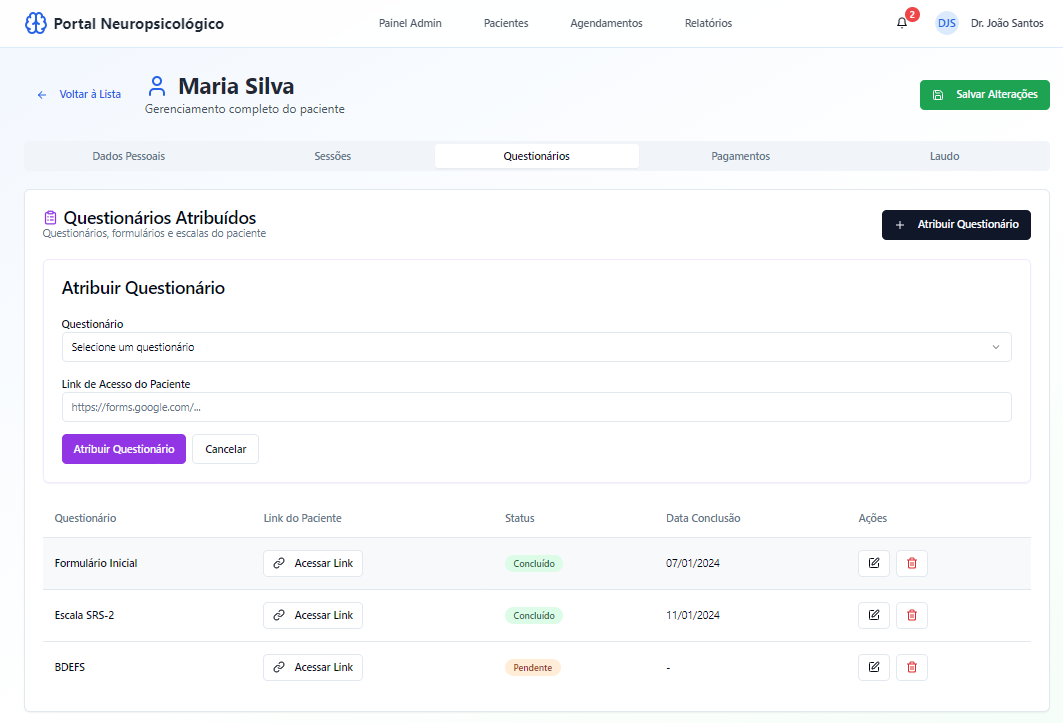 Portal Neuropsicológico Painel Admin Pacientes Agendamentos Relatórios 2 DJS Dr. João Santos
Voltar à Lista Maria Silva Salvar Alterações
Gerenciamento completo do paciente
Dados Pessoais Sessões Questionários Pagamentos Laudo
Questionários Atribuídos + Atribuir Questionário
Questionários, formulários e escalas do paciente
Atribuir Questionário
Questionário
Selecione um questionário
Link de Acesso do Paciente
https://forms.google.com/...
Atribuir Questionário Cancelar
Questionário Link do Paciente Status Data Conclusão Ações
Formulário Inicial Acessar Link Concluído 07/01/2024
Escala SRS-2 Acessar Link Concluído 11/01/2024
BDEFS Acessar Link Pendente -